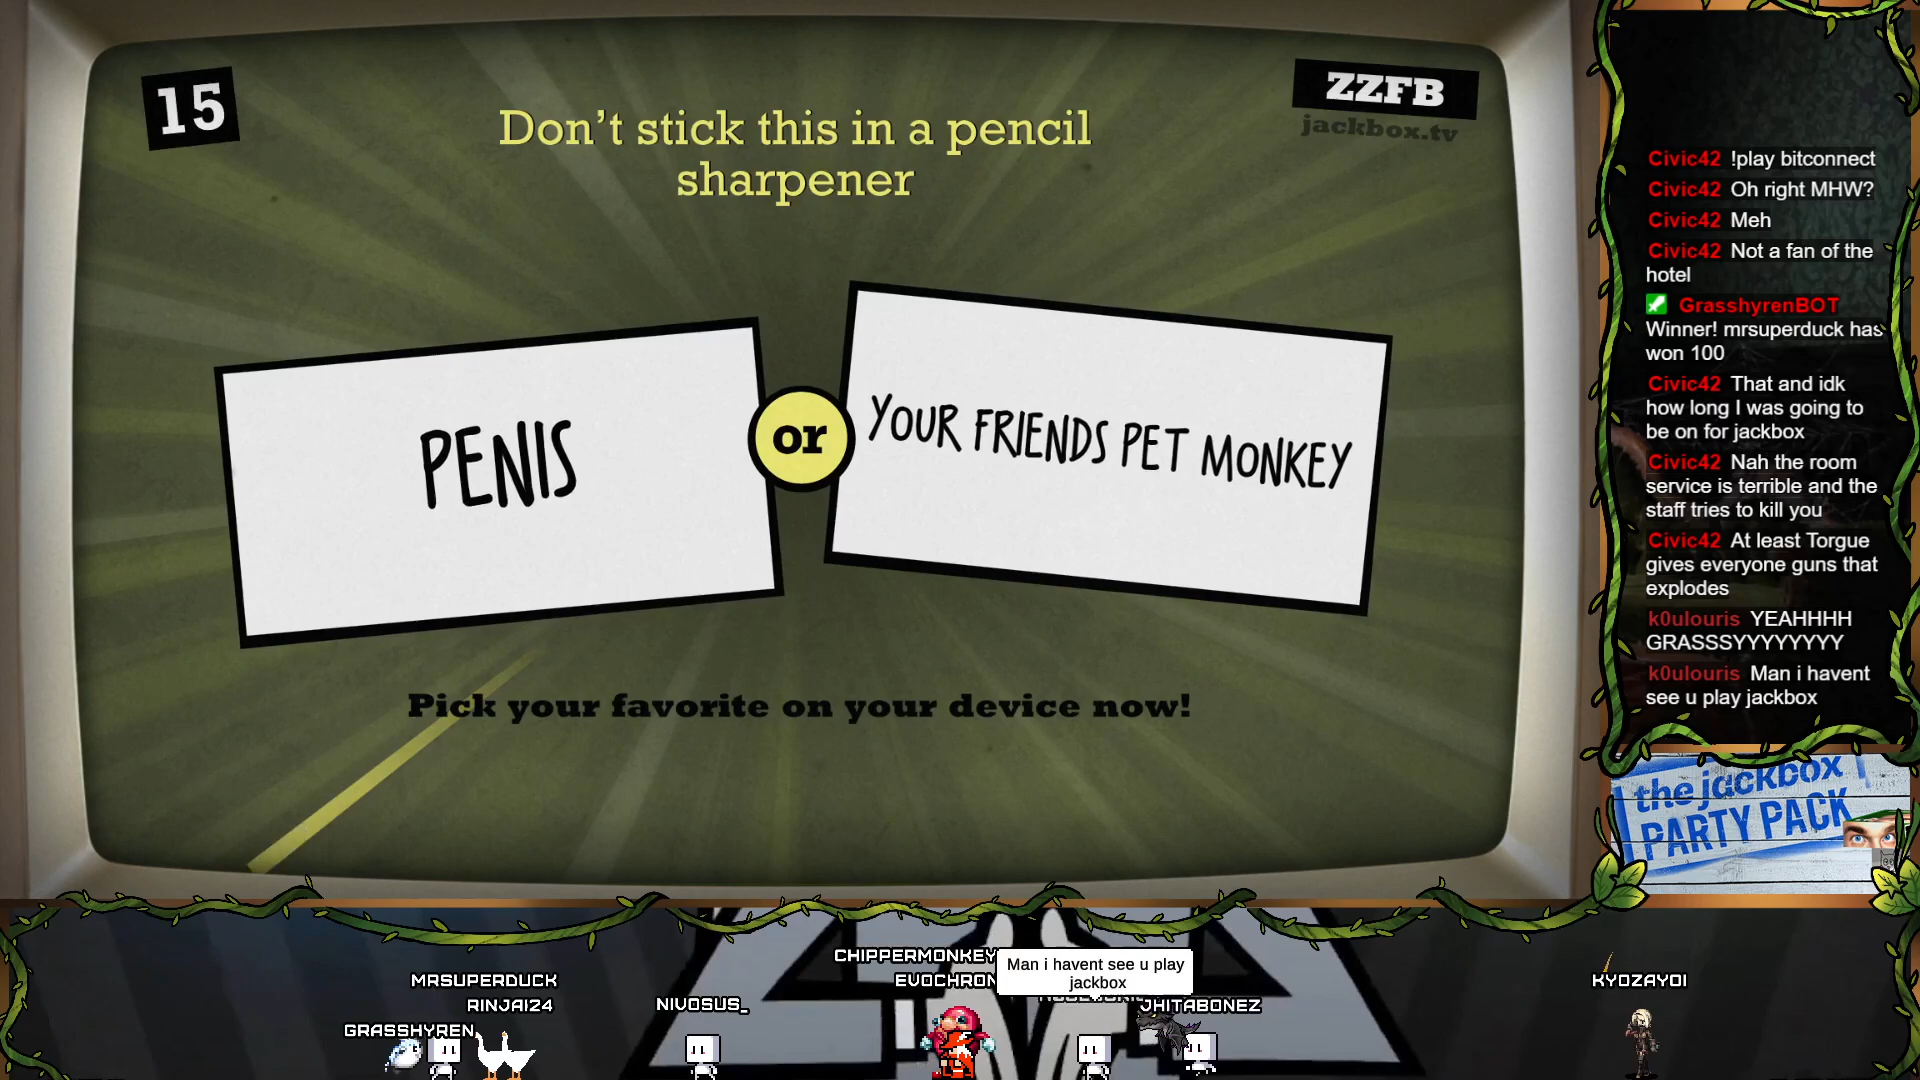 15
ZZFB
jackbox.tv
Don't stick this in a pencil
sharpener
PENIS
or
YOUR FRIENDS PET MONKEY
Pick your favorite on your device now!
Civic42 !play bitconnect
Civic42 Oh right MHW?
Civic42 Meh
Civic42 Not a fan of the
hotel
GrasshyrenBOT
Winner! mrsuperduck has
won 100
Civic42 That and idk
how long I was going to
be on for jackbox
Civic42 Nah the room
service is terrible and the
staff tries to kill you
Civic42 At least Torgue
gives everyone guns that
explodes
k0ulouris YEAHHHH
GRASSSYYYYYYYY
k0ulouris Man i havent
see u play jackbox
the jackbox
PARTY PACK
CHIPPERMONKEY
EVOCHRON
Man i havent see u play
jackbox
MRSUPERDUCK
RINJAI24
GRASSHYREN
NIVOSUS_
JHITABONEZ
KYOZAYOI